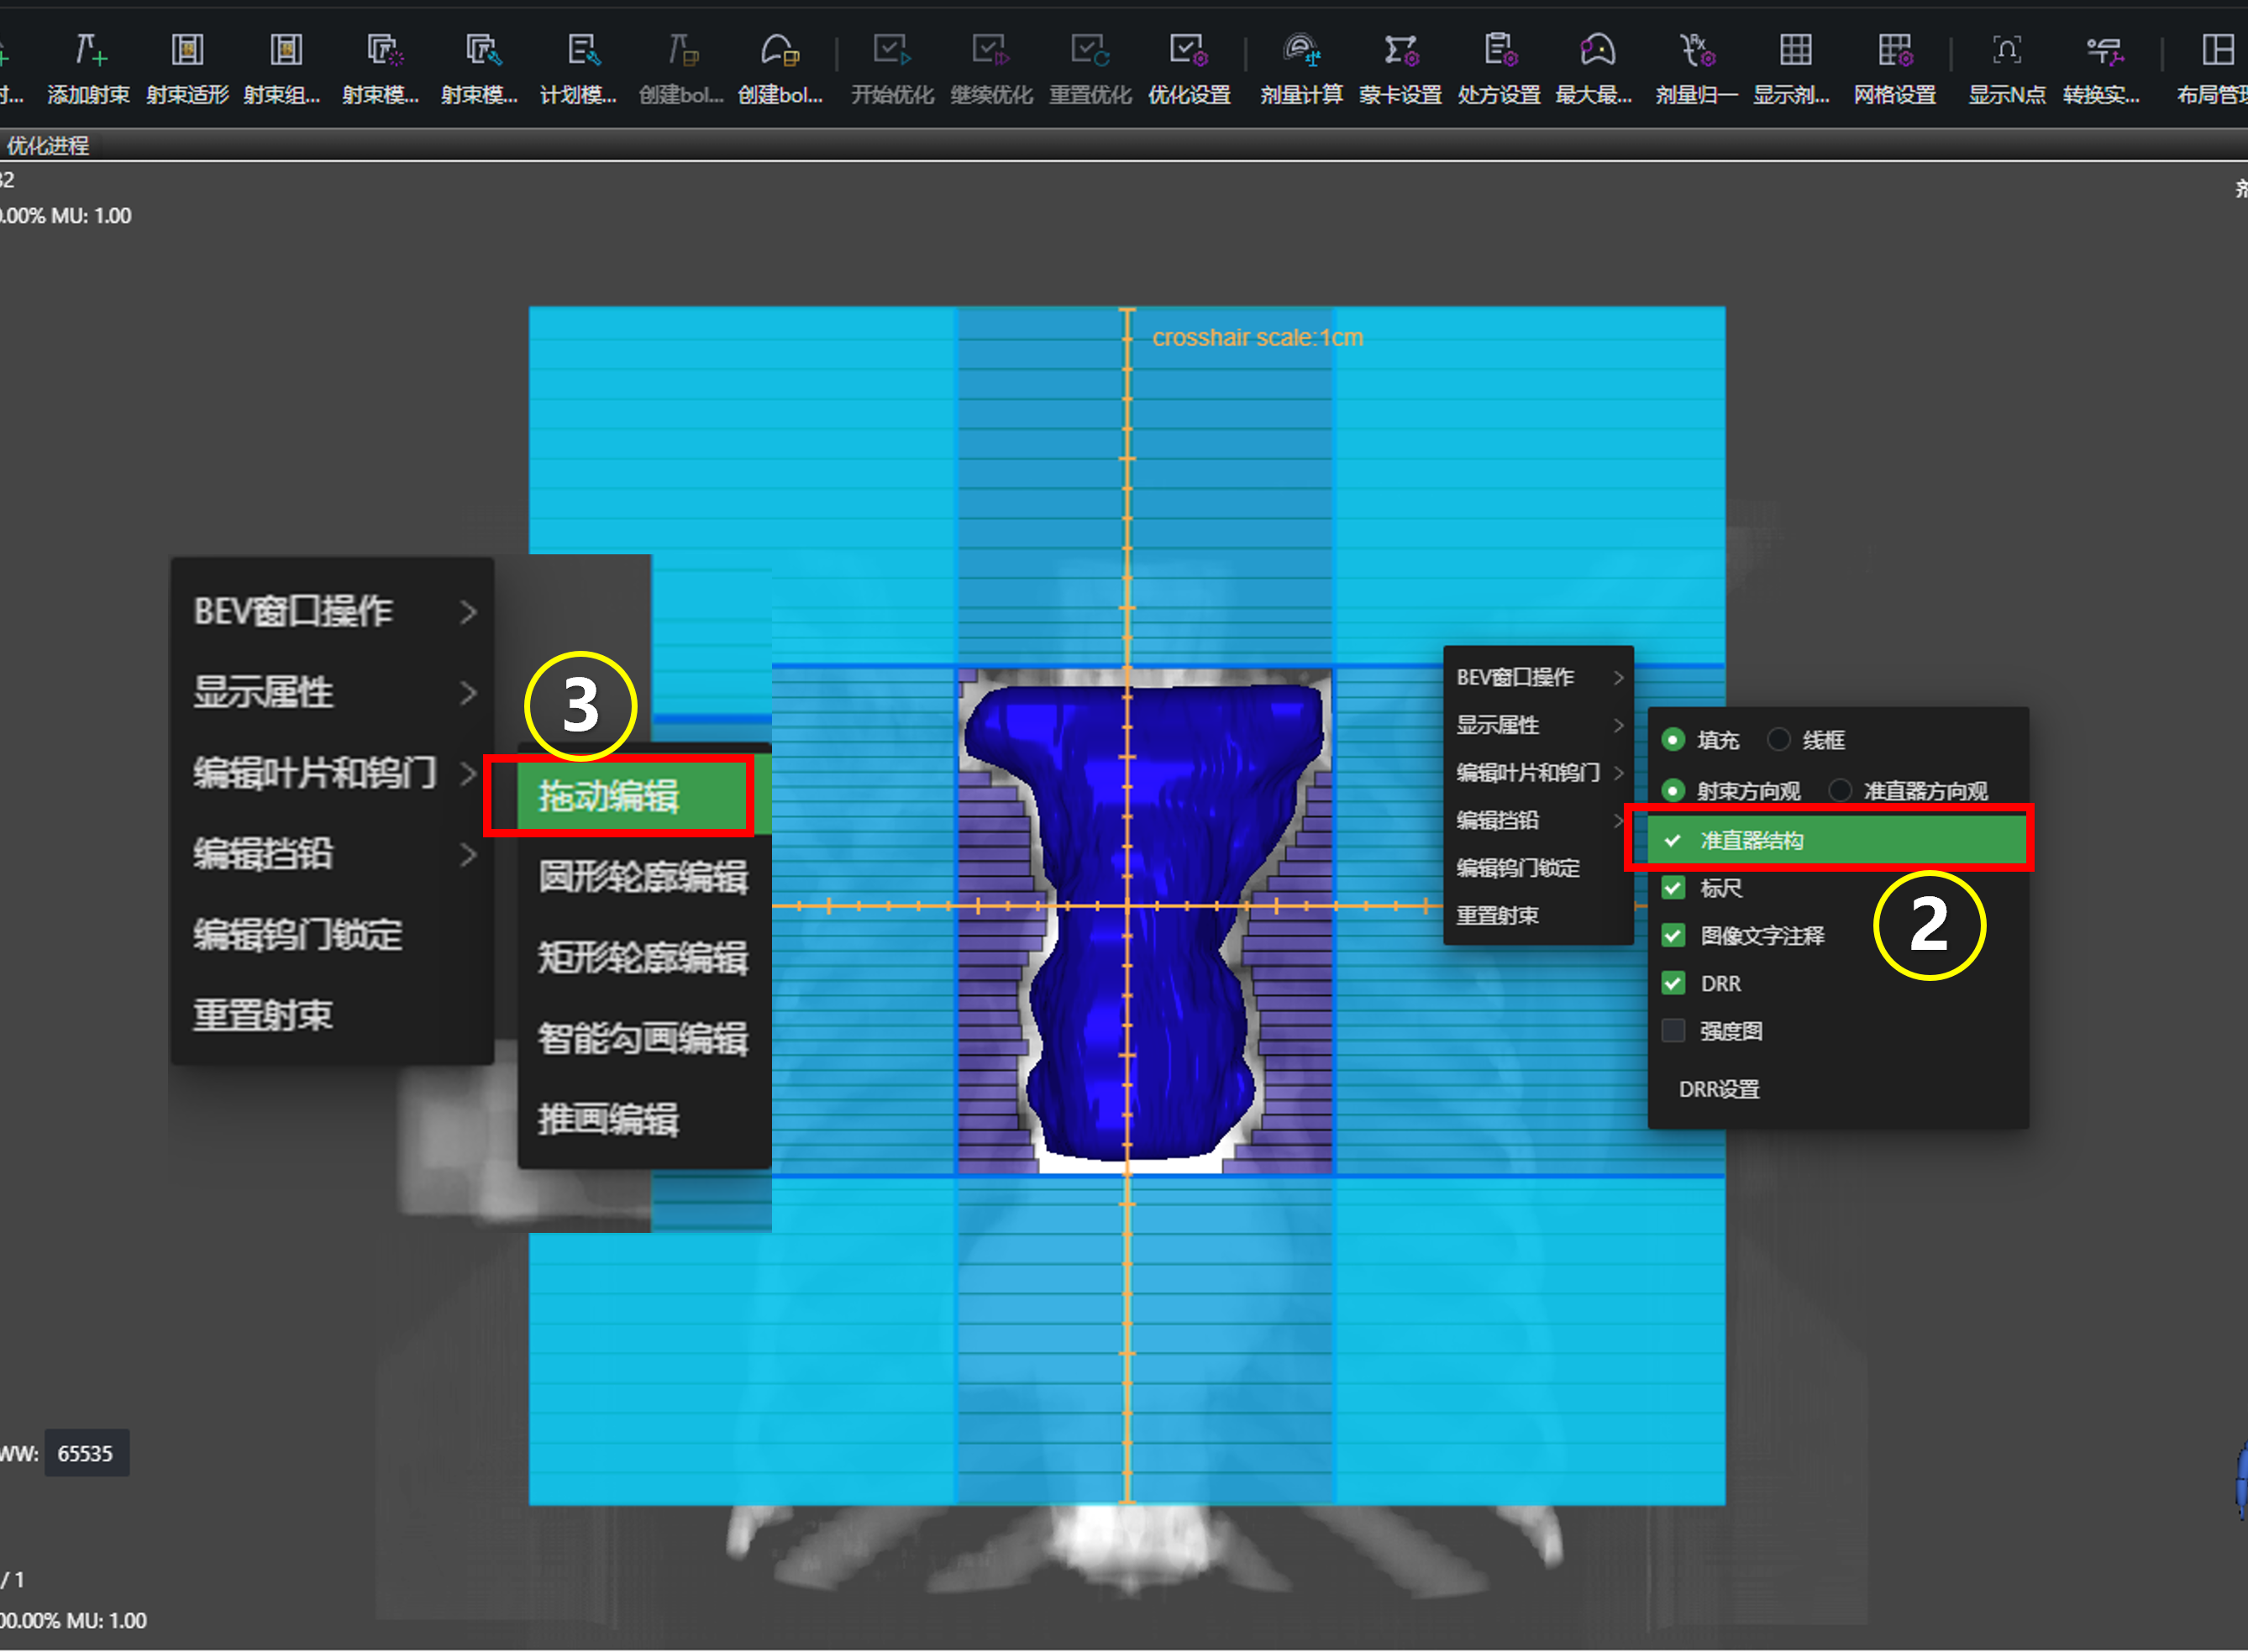 添加射束 射束适形 射束组... 射束模... 射束模... 计划模... 创建bol... 创建bol... 开始优化 继续优化 重置优化 优化设置 剂量计算 蒙卡设置 处方设置 最大最... 剂量归一 显示剂... 网格设置 显示N点 转换实... 布局管
优化进程
0.00% MU: 1.00
crosshair scale:1cm
BEV窗口操作
显示属性
编辑叶片和钨门
编辑挡铅
编辑钨门锁定
重置射束
3
拖动编辑
圆形轮廓编辑
矩形轮廓编辑
智能勾画编辑
推画编辑
BEV窗口操作
显示属性
编辑叶片和钨门
编辑挡铅
编辑钨门锁定
重置射束
填充 线框
射束方向观 准直器方向观
准直器结构
标尺
图像文字注释
DRR
强度图
DRR设置
2
WW: 65535
/ 1
00.00% MU: 1.00